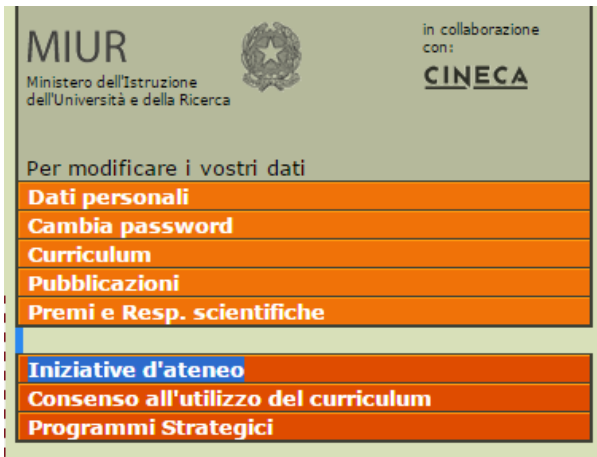 MIUR
Ministero dell'Istruzione
dell'Università e della Ricerca
in collaborazione
con:
CINECA
Per modificare i vostri dati
Dati personali
Cambia password
Curriculum
Pubblicazioni
Premi e Resp. scientifiche
Iniziative d'ateneo
Consenso all'utilizzo del curriculum
Programmi Strategici